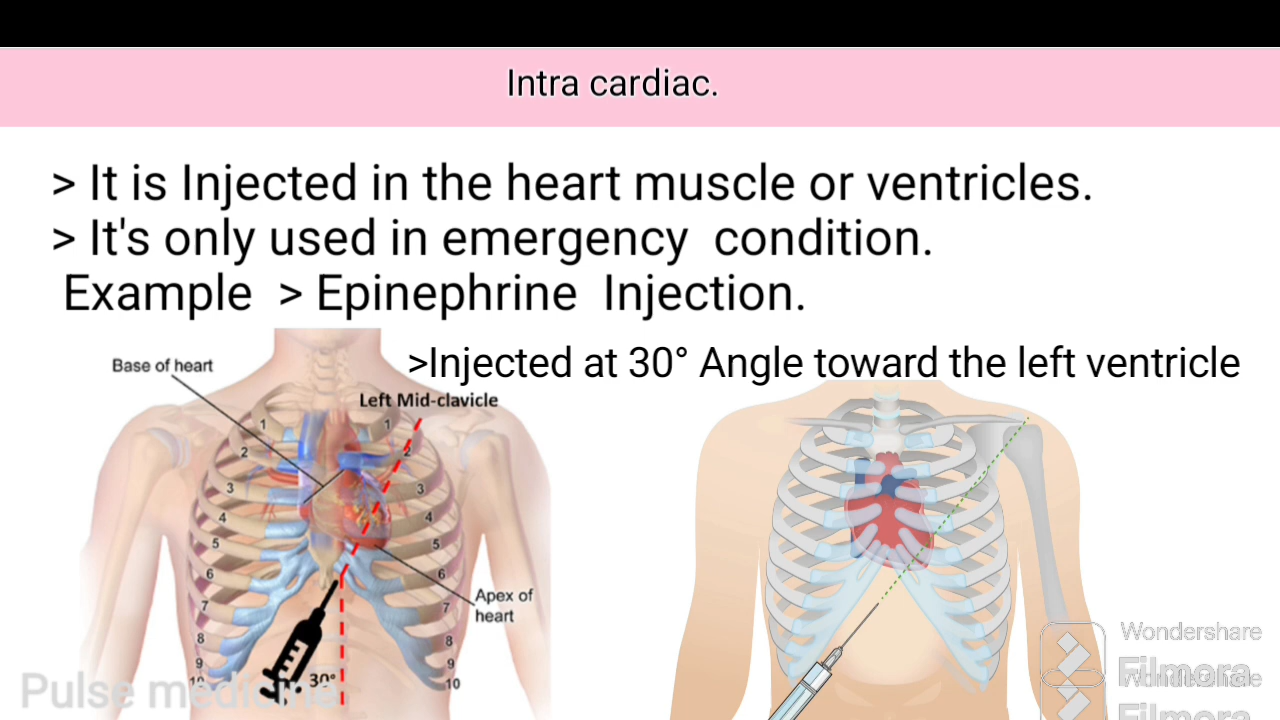 Intra cardiac.
> It is Injected in the heart muscle or ventricles.
> It's only used in emergency condition.
Example > Epinephrine Injection.
>Injected at 30° Angle toward the left ventricle
Base of heart
Left Mid-clavicle
1
1
2
2
3
3
4
4
5
5
6
6
7
7
8
8
9
9
10
10
Apex of
heart
30°
Pulse medicine
Wondershare
Filmora
Wondershare
Filmora